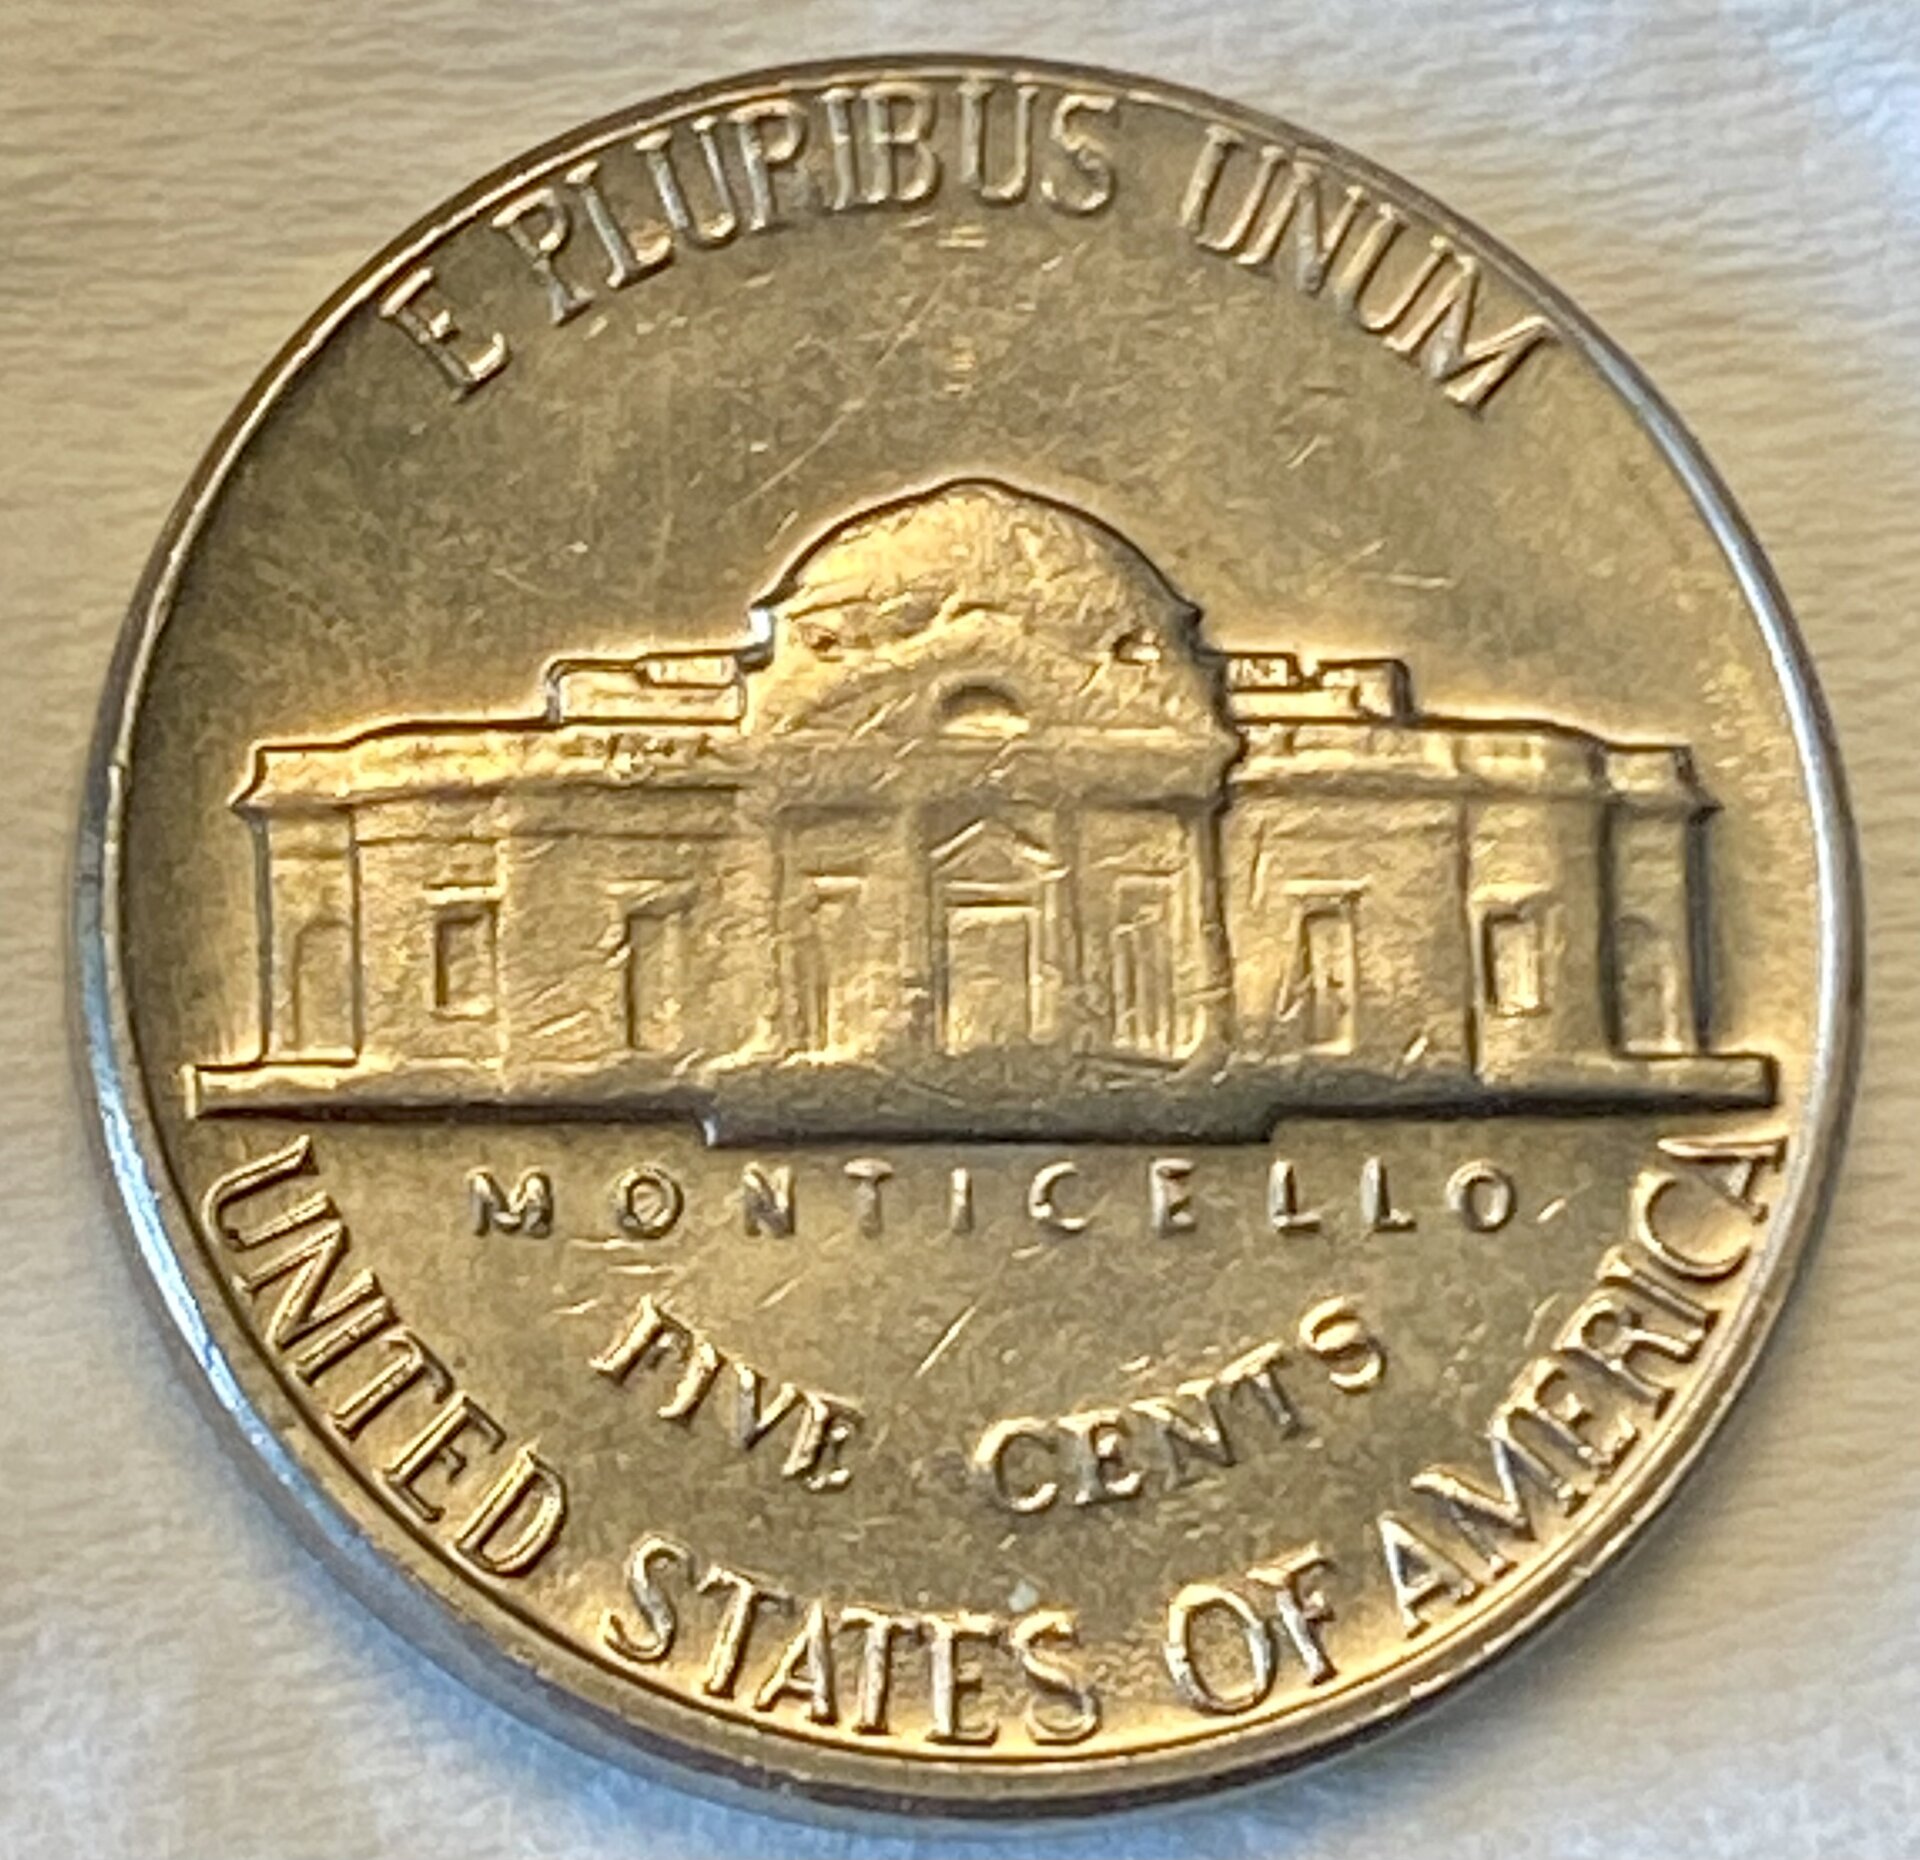 E PLURIBUS UNUM
MONTICELLO
FIVE CENTS
UNITED STATES OF AMERICA